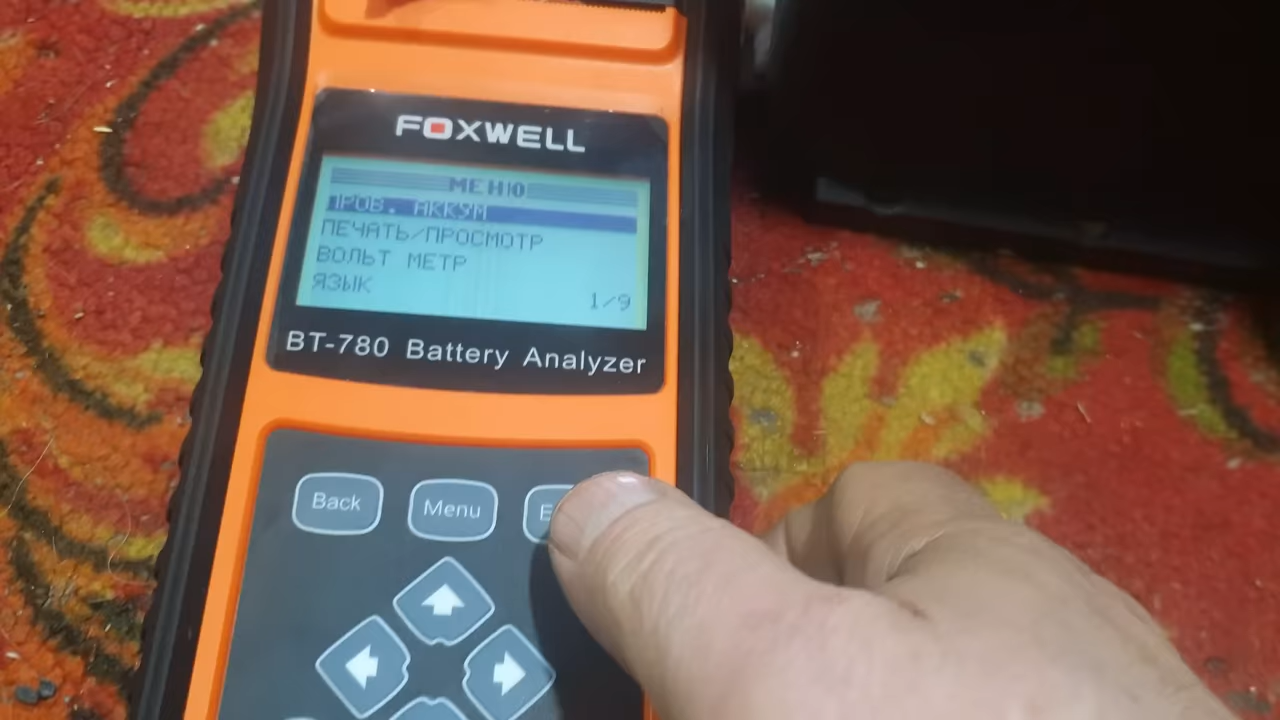 FOXWELL
МЕНЮ
ПРОВ. АККУМ
ПЕЧАТЬ/ПРОСМОТР
ВОЛЬТ МЕТР
ЯЗЫК
1/9
BT-780 Battery Analyzer
Back
Menu